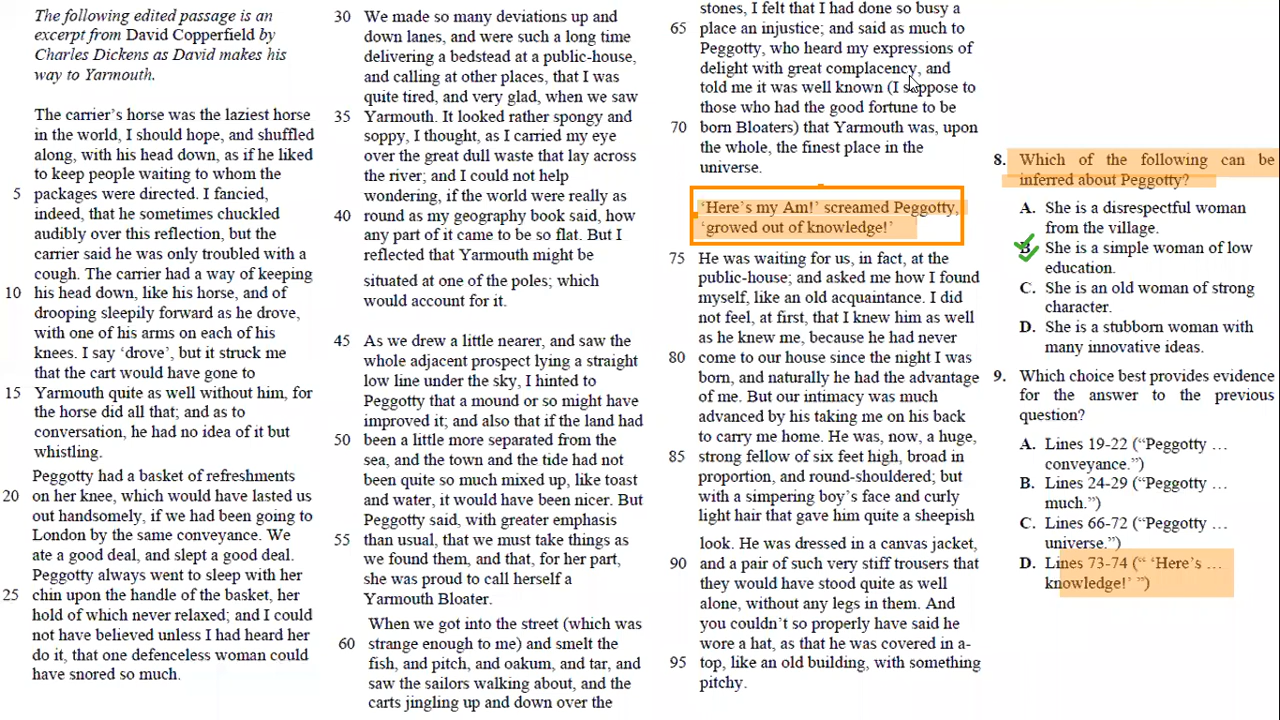 The following edited passage is an
excerpt from David Copperfield by
Charles Dickens as David makes his
way to Yarmouth.
The carrier's horse was the laziest horse
in the world, I should hope, and shuffled
along, with his head down, as if he liked
to keep people waiting to whom the
5 packages were directed. I fancied,
indeed, that he sometimes chuckled
audibly over this reflection, but the
carrier said he was only troubled with a
cough. The carrier had a way of keeping
10 his head down, like his horse, and of
drooping sleepily forward as he drove,
with one of his arms on each of his
knees. I say ‘drove’, but it struck me
that the cart would have gone to
15 Yarmouth quite as well without him, for
the horse did all that; and as to
conversation, he had no idea of it but
whistling.
Peggotty had a basket of refreshments
20 on her knee, which would have lasted us
out handsomely, if we had been going to
London by the same conveyance. We
ate a good deal, and slept a good deal.
Peggotty always went to sleep with her
25 chin upon the handle of the basket, her
hold of which never relaxed; and I could
not have believed unless I had heard her
do it, that one defenceless woman could
have snored so much.
30 We made so many deviations up and
down lanes, and were such a long time
delivering a bedstead at a public-house,
and calling at other places, that I was
quite tired, and very glad, when we saw
35 Yarmouth. It looked rather spongy and
soppy, I thought, as I carried my eye
over the great dull waste that lay across
the river; and I could not help
wondering, if the world were really as
40 round as my geography book said, how
any part of it came to be so flat. But I
reflected that Yarmouth might be
situated at one of the poles; which
would account for it.
45 As we drew a little nearer, and saw the
whole adjacent prospect lying a straight
low line under the sky, I hinted to
Peggotty that a mound or so might have
improved it; and also that if the land had
50 been a little more separated from the
sea, and the town and the tide had not
been quite so much mixed up, like toast
and water, it would have been nicer. But
Peggotty said, with greater emphasis
55 than usual, that we must take things as
we found them, and that, for her part,
she was proud to call herself a
Yarmouth Bloater.
When we got into the street (which was
60 strange enough to me) and smelt the
fish, and pitch, and oakum, and tar, and
saw the sailors walking about, and the
carts jingling up and down over the
stones, I felt that I had done so busy a
65 place an injustice; and said as much to
Peggotty, who heard my expressions of
delight with great complacency, and
told me it was well known (I suppose to
those who had the good fortune to be
70 born Bloaters) that Yarmouth was, upon
the whole, the finest place in the
universe.
‘Here’s my Am!’ screamed Peggotty,
‘growed out of knowledge!’
75 He was waiting for us, in fact, at the
public-house; and asked me how I found
myself, like an old acquaintance. I did
not feel, at first, that I knew him as well
as he knew me, because he had never
80 come to our house since the night I was
born, and naturally he had the advantage
of me. But our intimacy was much
advanced by his taking me on his back
to carry me home. He was, now, a huge,
85 strong fellow of six feet high, broad in
proportion, and round-shouldered; but
with a simpering boy’s face and curly
light hair that gave him quite a sheepish
look. He was dressed in a canvas jacket,
90 and a pair of such very stiff trousers that
they would have stood quite as well
alone, without any legs in them. And
you couldn’t so properly have said he
wore a hat, as that he was covered in a-
95 top, like an old building, with something
pitchy.
8. Which of the following can be
inferred about Peggotty?
A. She is a disrespectful woman
from the village.
B. She is a simple woman of low
education.
C. She is an old woman of strong
character.
D. She is a stubborn woman with
many innovative ideas.
9. Which choice best provides evidence
for the answer to the previous
question?
A. Lines 19-22 (“Peggotty …
conveyance.”)
B. Lines 24-29 (“Peggotty …
much.”)
C. Lines 66-72 (“Peggotty …
universe.”)
D. Lines 73-74 (“ ‘Here’s …
knowledge!’ ”)